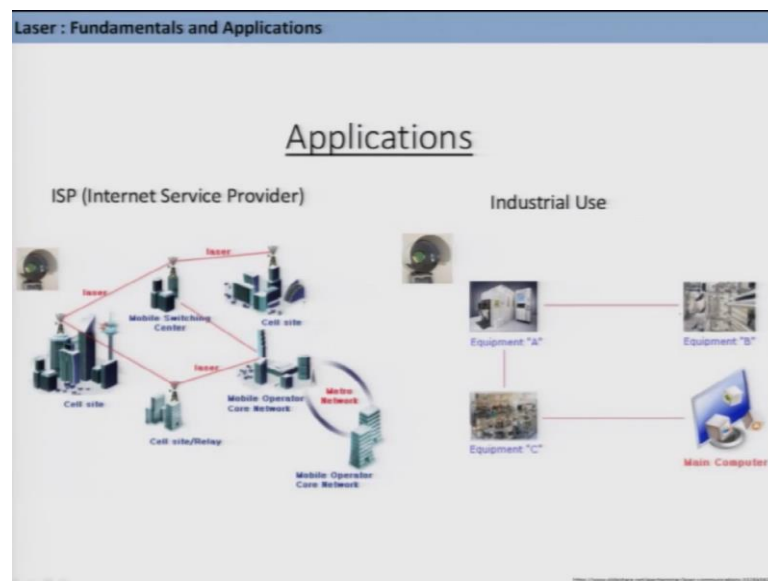 Laser : Fundamentals and Applications
Applications
ISP (Internet Service Provider)
Industrial Use
laser
laser
Mobile Switching
Center
Cell site
Cell site
laser
Mobile Operator
Core Network
Metro
Network
Cell site/Relay
Mobile Operator
Core Network
Equipment "A"
Equipment "B"
Equipment "C"
Main Computer